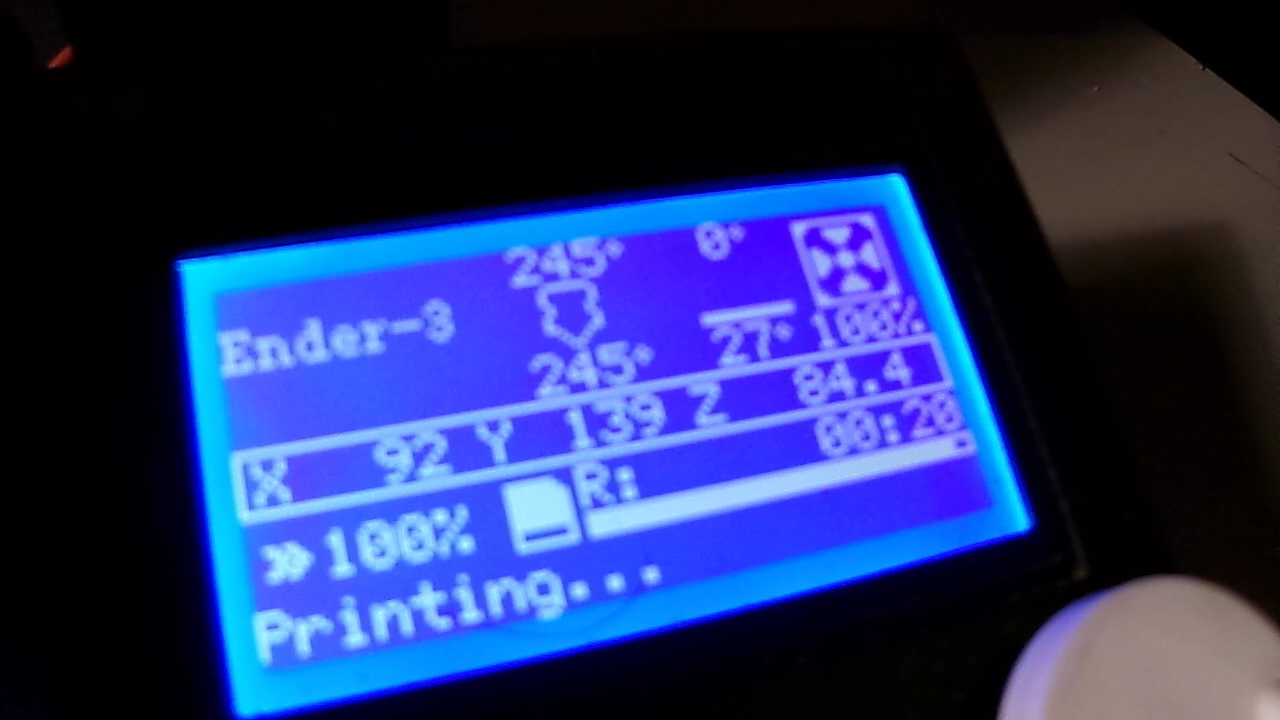 245° 0°
Ender-3
245° 27° 100%
X 92 Y 139 Z 84.4
R: 00:20
»100%
Printing...